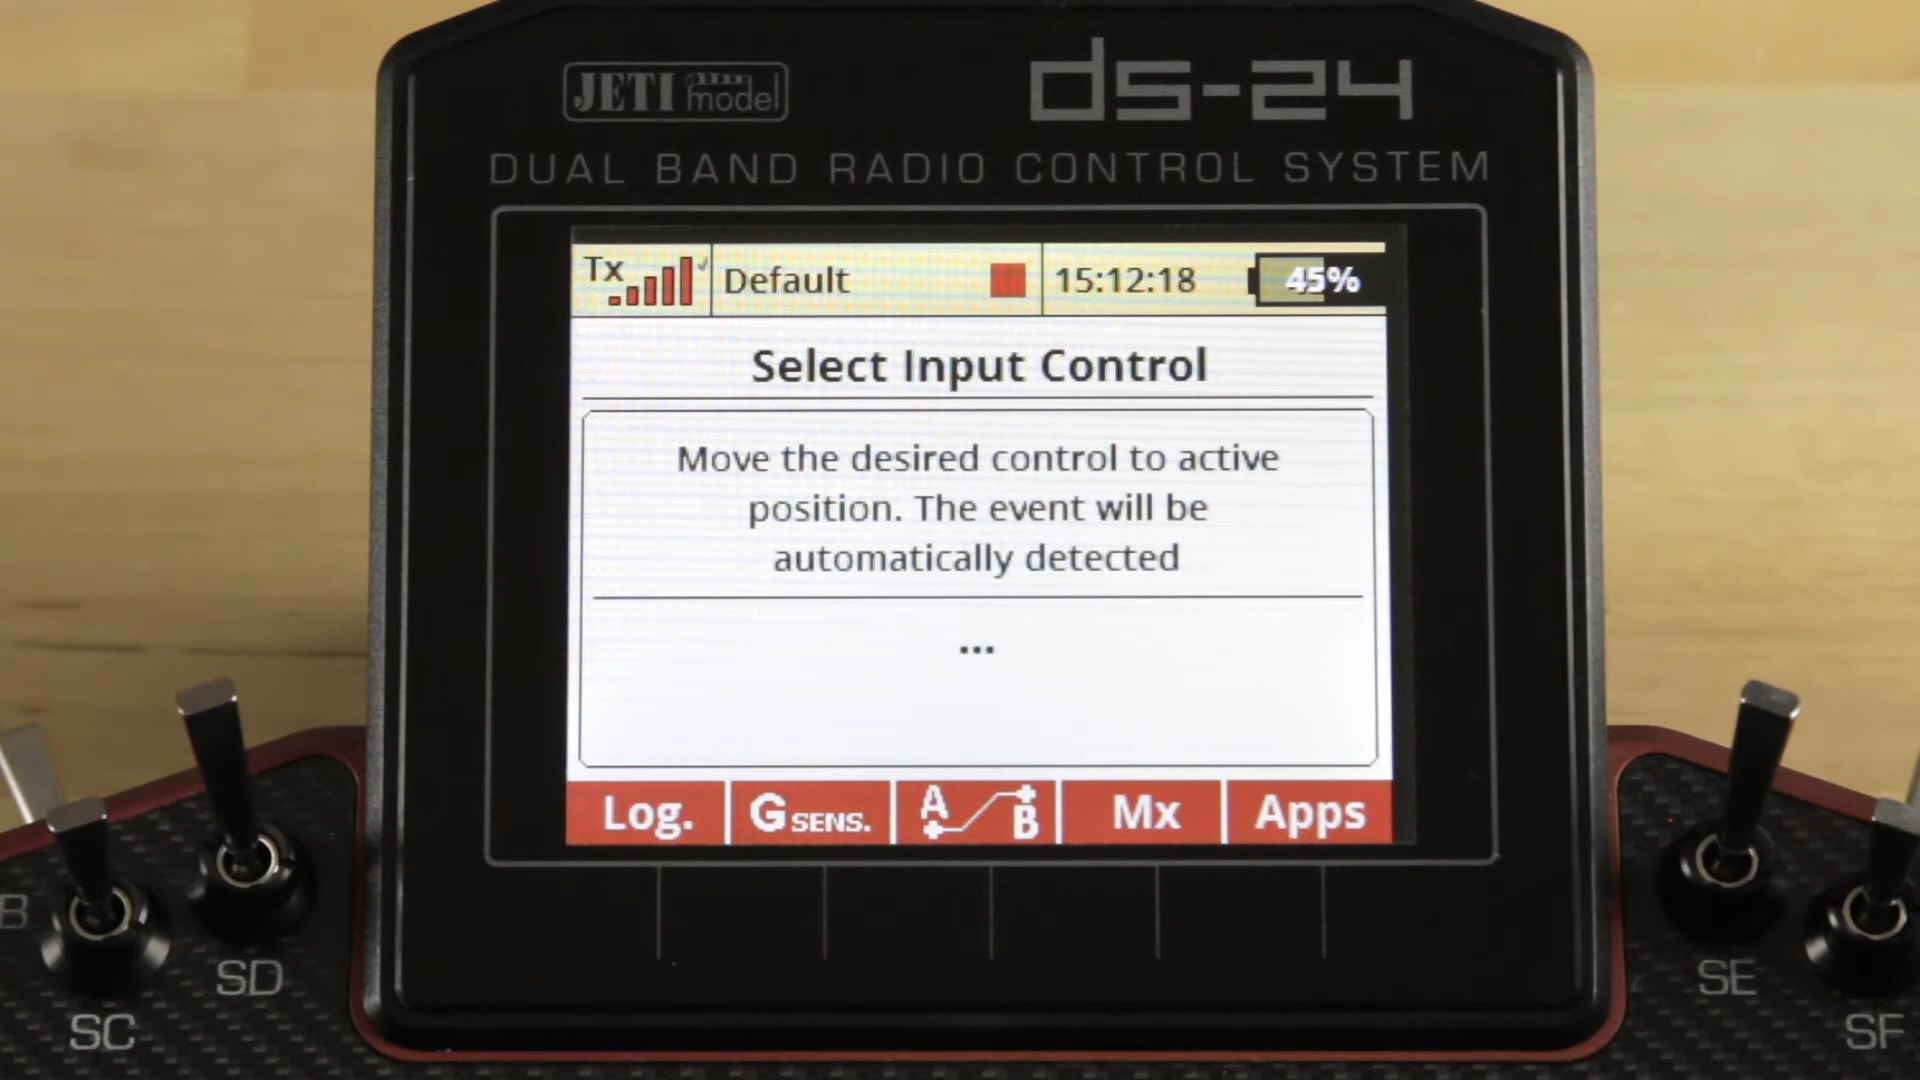 JETI model
ds-24
DUAL BAND RADIO CONTROL SYSTEM
Tx
Default
15:12:18
45%
Select Input Control
Move the desired control to active
position. The event will be
automatically detected
...
Log.
G SENS.
A B
Mx
Apps
B
SD
SC
SE
SF